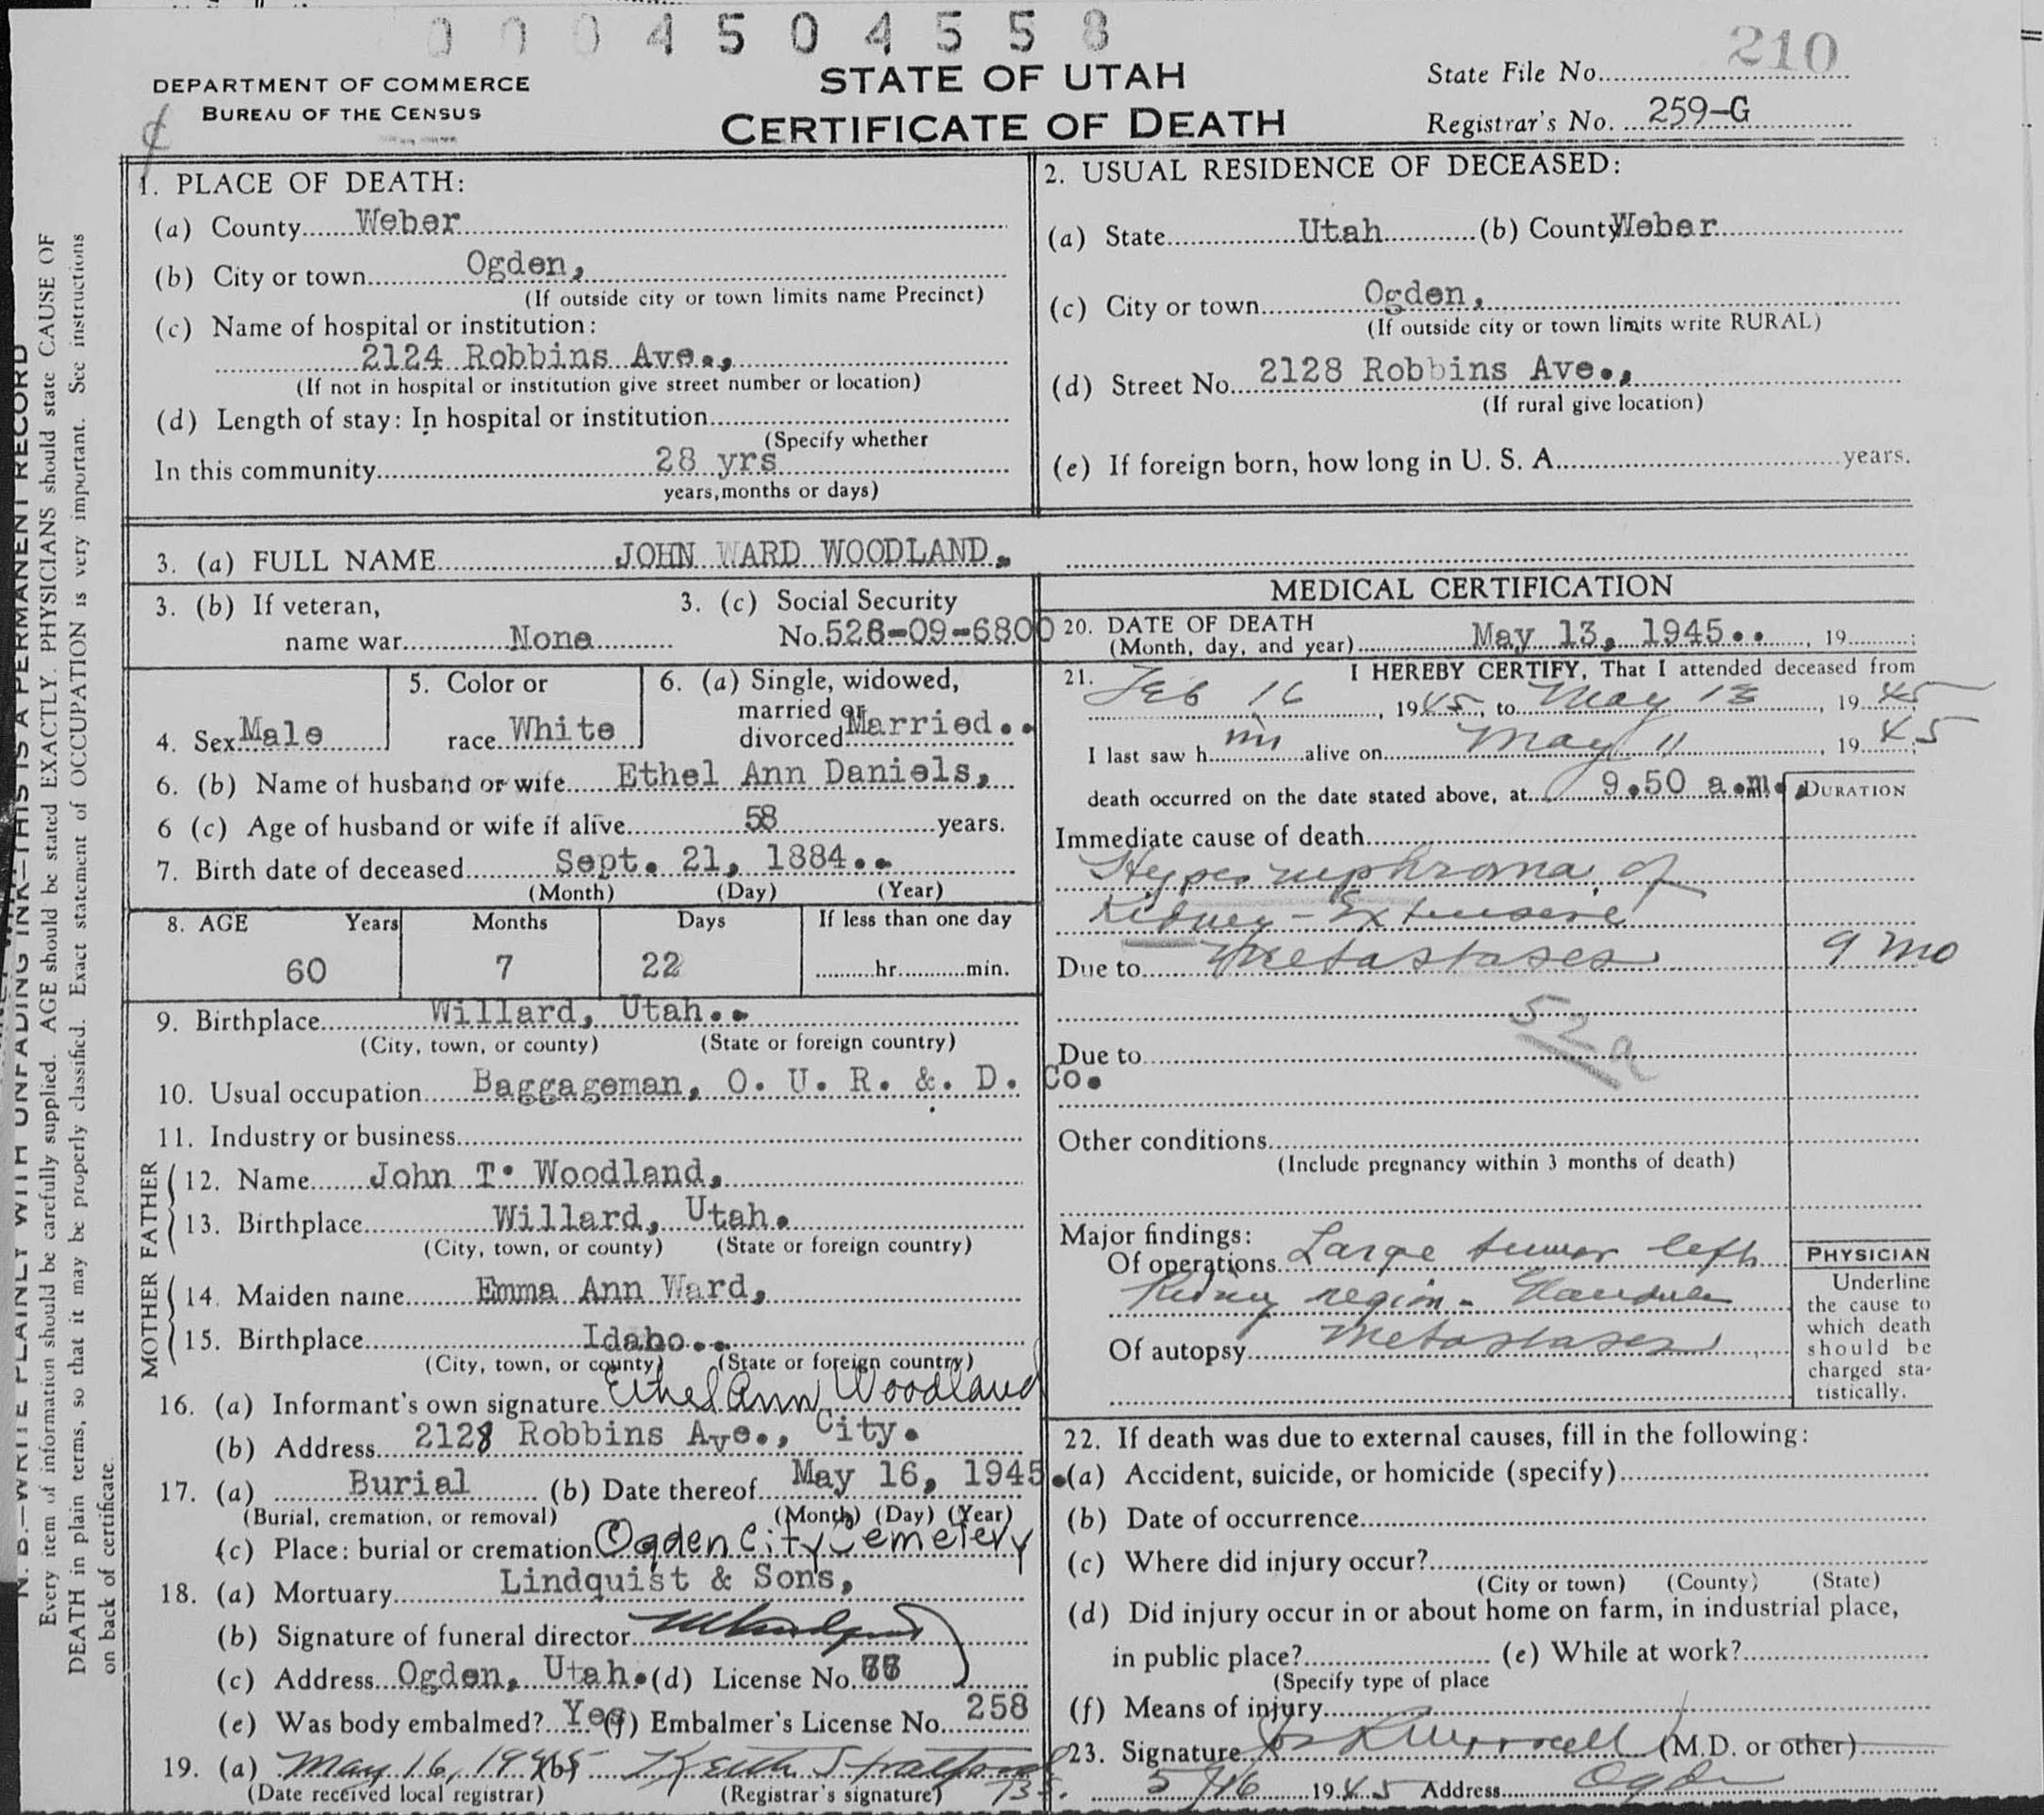 0 0 0 4 5 0 4 5 5 8
210
DEPARTMENT OF COMMERCE
BUREAU OF THE CENSUS
STATE OF UTAH
CERTIFICATE OF DEATH
State File No.
Registrar's No. 259-G
1. PLACE OF DEATH:
(a) County Weber
(b) City or town Ogden,
(If outside city or town limits name Precinct)
(c) Name of hospital or institution:
2124 Robbins Ave.,
(If not in hospital or institution give street number or location)
(d) Length of stay: In hospital or institution
(Specify whether
In this community 28 yrs
years, months or days)
2. USUAL RESIDENCE OF DECEASED:
(a) State Utah (b) County Weber
(c) City or town Ogden,
(If outside city or town limits write RURAL)
(d) Street No. 2128 Robbins Ave.,
(If rural give location)
(e) If foreign born, how long in U. S. A. years.
3. (a) FULL NAME JOHN WARD WOODLAND.
3. (b) If veteran,
name war None
3. (c) Social Security
No. 528-09-6800
4. Sex Male
5. Color or
race White
6. (a) Single, widowed,
married or
divorced Married..
6. (b) Name of husband or wife Ethel Ann Daniels,
6 (c) Age of husband or wife if alive 58 years.
7. Birth date of deceased Sept. 21, 1884..
(Month) (Day) (Year)
8. AGE Years Months Days If less than one day
60 7 22 hr. min.
9. Birthplace Willard, Utah..
(City, town, or county) (State or foreign country)
10. Usual occupation Baggageman, O. U. R. &. D. Co.
11. Industry or business
FATHER
12. Name John T. Woodland,
13. Birthplace Willard, Utah.
(City, town, or county) (State or foreign country)
MOTHER
14. Maiden name Emma Ann Ward,
15. Birthplace Idaho..
(City, town, or county) (State or foreign country)
16. (a) Informant's own signature Ethel Ann Woodland
(b) Address 2128 Robbins Ave., City.
17. (a) Burial (b) Date thereof May 16, 1945.
(Burial, cremation, or removal) (Month) (Day) (Year)
(c) Place: burial or cremation Ogden City Cemetery
18. (a) Mortuary Lindquist & Sons,
(b) Signature of funeral director
(c) Address Ogden, Utah. (d) License No.
(e) Was body embalmed? Yes (f) Embalmer's License No. 258
19. (a) May 16, 1945 (b) Keith Stratford
(Date received local registrar) (Registrar's signature)
MEDICAL CERTIFICATION
20. DATE OF DEATH
(Month, day, and year) May 13, 1945.. , 19 ;
21. I HEREBY CERTIFY, That I attended deceased from
Feb 16 , 1945, to May 13 , 1945,
I last saw him alive on May 11 , 1945;
death occurred on the date stated above, at 9.50 a.m.
DURATION
Immediate cause of death
Hypernephroma of
Kidney - Extensive
Due to Metastases 9 mo
52a
Due to
Other conditions
(Include pregnancy within 3 months of death)
Major findings:
Of operations Large tumor left
Kidney region -
Of autopsy Metastases
PHYSICIAN
Underline
the cause to
which death
should be
charged sta-
tistically.
22. If death was due to external causes, fill in the following:
(a) Accident, suicide, or homicide (specify)
(b) Date of occurrence
(c) Where did injury occur?
(City or town) (County) (State)
(d) Did injury occur in or about home on farm, in industrial place,
in public place? (e) While at work?
(Specify type of place
(f) Means of injury
23. Signature (M.D. or other)
5/16 1945 Address Ogden
N. B.—WRITE PLAINLY WITH UNFADING INK—THIS IS A PERMANENT RECORD
Every item of information should be carefully supplied. AGE should be stated EXACTLY. PHYSICIANS should state CAUSE OF
DEATH in plain terms, so that it may be properly classified. Exact statement of OCCUPATION is very important. See instructions
on back of certificate.